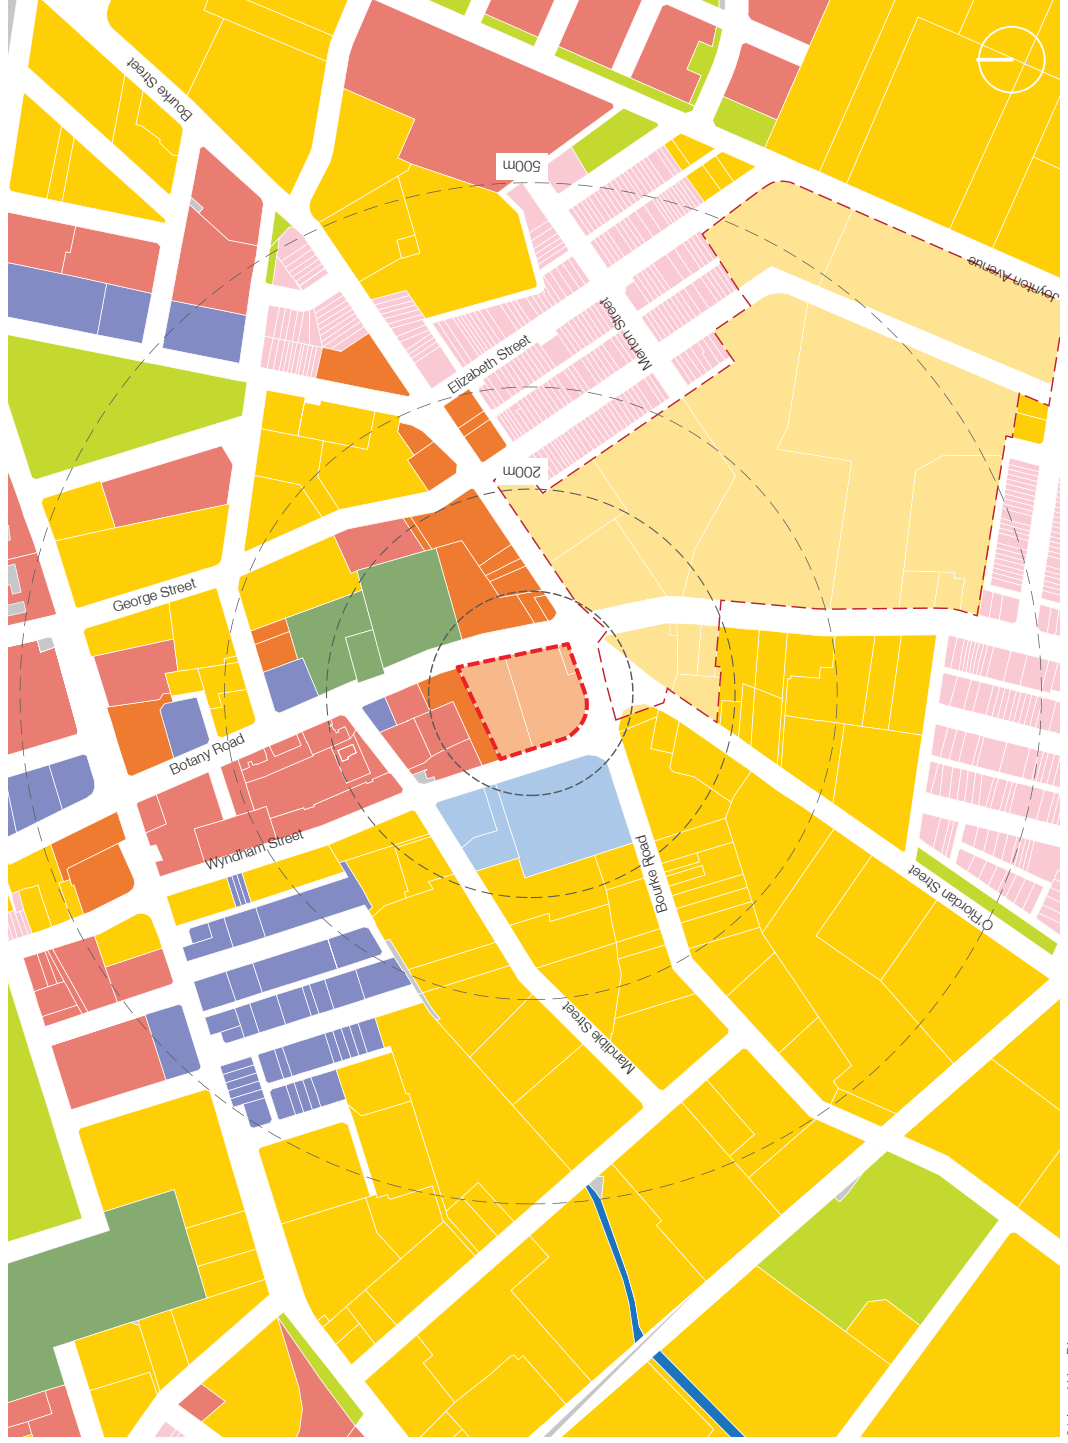 Bourke Street
500m
Joynton Avenue
Morton Street
Elizabeth Street
200m
George Street
Botany Road
Wyndham Street
Bourke Road
O'Riordan Street
Mandible Street